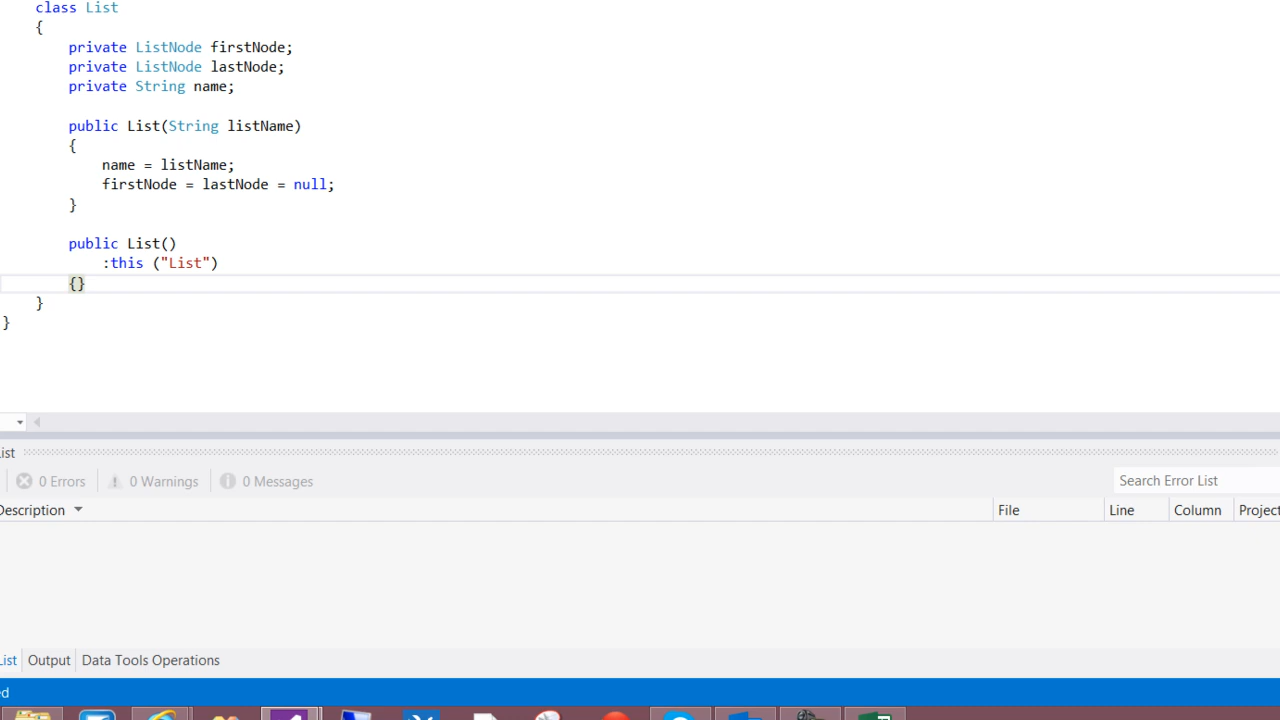 class List
{
private ListNode firstNode;
private ListNode lastNode;
private String name;
public List(String listName)
{
name = listName;
firstNode = lastNode = null;
}
public List()
:this ("List")
{}
}
}
ist
0 Errors
0 Warnings
0 Messages
Search Error List
Description
File
Line
Column
Project
List
Output
Data Tools Operations
ed